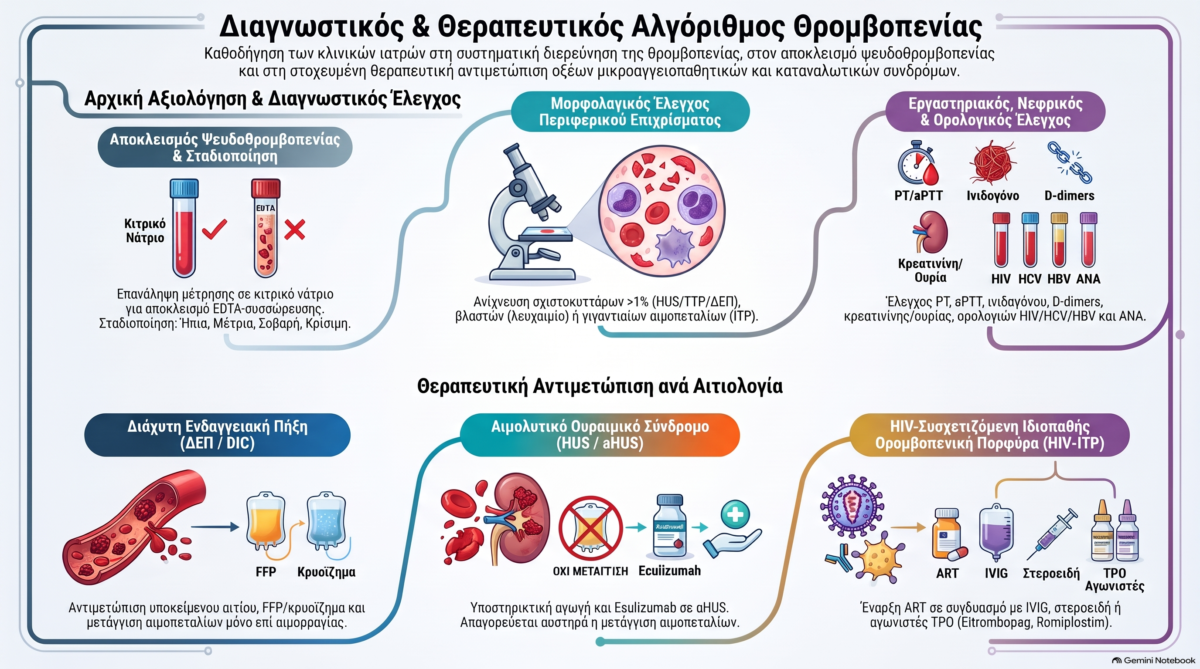 Διαγνωστικός & Θεραπευτικός Αλγόριθμος Θρομβοπενίας
Καθοδήγηση των κλινικών ιατρών στη συστηματική διερεύνηση της θρομβοπενίας, στον αποκλεισμό ψευδοθρομβοπενίας
και στη στοχευμένη θεραπευτική αντιμετώπιση οξέων μικροαγγειοπαθητικών και καταναλωτικών συνδρόμων.
Αρχική Αξιολόγηση & Διαγνωστικός Έλεγχος
Αποκλεισμός Ψευδοθρομβοπενίας
& Σταδιοποίηση
Κιτρικό
Νάτριο
EDTA
Επανάληψη μέτρησης σε κιτρικό νάτριο
για αποκλεισμό EDTA-συσσώρευσης.
Σταδιοποίηση: Ήπια, Μέτρια, Σοβαρή, Κρίσιμη.
Μορφολαγικός Έλεγχος
Περιφερικού Επιχρίσματος
Ανίχνευση σχιστοκυττάρων >1% (HUS/TTP/ΔΕΠ),
βλαστών (λευχαιμίο) ή γιγαντιαίων αιμοπεταλίων (ITP).
Εργαστηριακός, Νεφρικός
& Ορολογικός Έλεγχος
PT/aPTT
Ινιδογόνο
D-dimers
Κρεατινίνη/
Ουρία
HIV
HCV
HBV
ANA
Έλεγχος PT, aPTT, ινιδαγόνου, D-dimers,
κρεατινίνης/ουρίας, ορολογιών HIV/HCV/HBV και ANA.
Θεραπευτική Αντιμετώπιση ανά Αιτιολογία
Διάχυτη Ενδαγγειακή Πήξη
(ΔΕΠ / DIC)
FFP
Κρυοΐζημα
Αντιμετώπιση υποκείμενου αιτίου, FFP/κρυοΐζημα και
μετάγγιση αιμοπεταλίων μόνο επί αιμορραγίας.
Αιμολυτικό Ουραιμικό Σύνδρομο
(HUS / aHUS)
ΟΧΙ ΜΕΤΑΓΓΙΣΗ
Ecuiizumah
Υποστηρικτική αγωγή και Esulizumab σε aHUS.
Απαγορεύεται αυστηρά η μετάγγιση αιμοπεταλίων.
HIV-Συσχετιζόμενη Ιδιοπαθής
Ορομβοπενική Πορφύρα (HIV-ITP)
ART
IVIG
Στεροειδή
TPO
Αγωνιστές
Έναρξη ART σε συγδυασμό με IVIG, στεροειδή ή
αγωνιστές TPO (Eitrombopag, Romiplostim).
Gemini Notebook